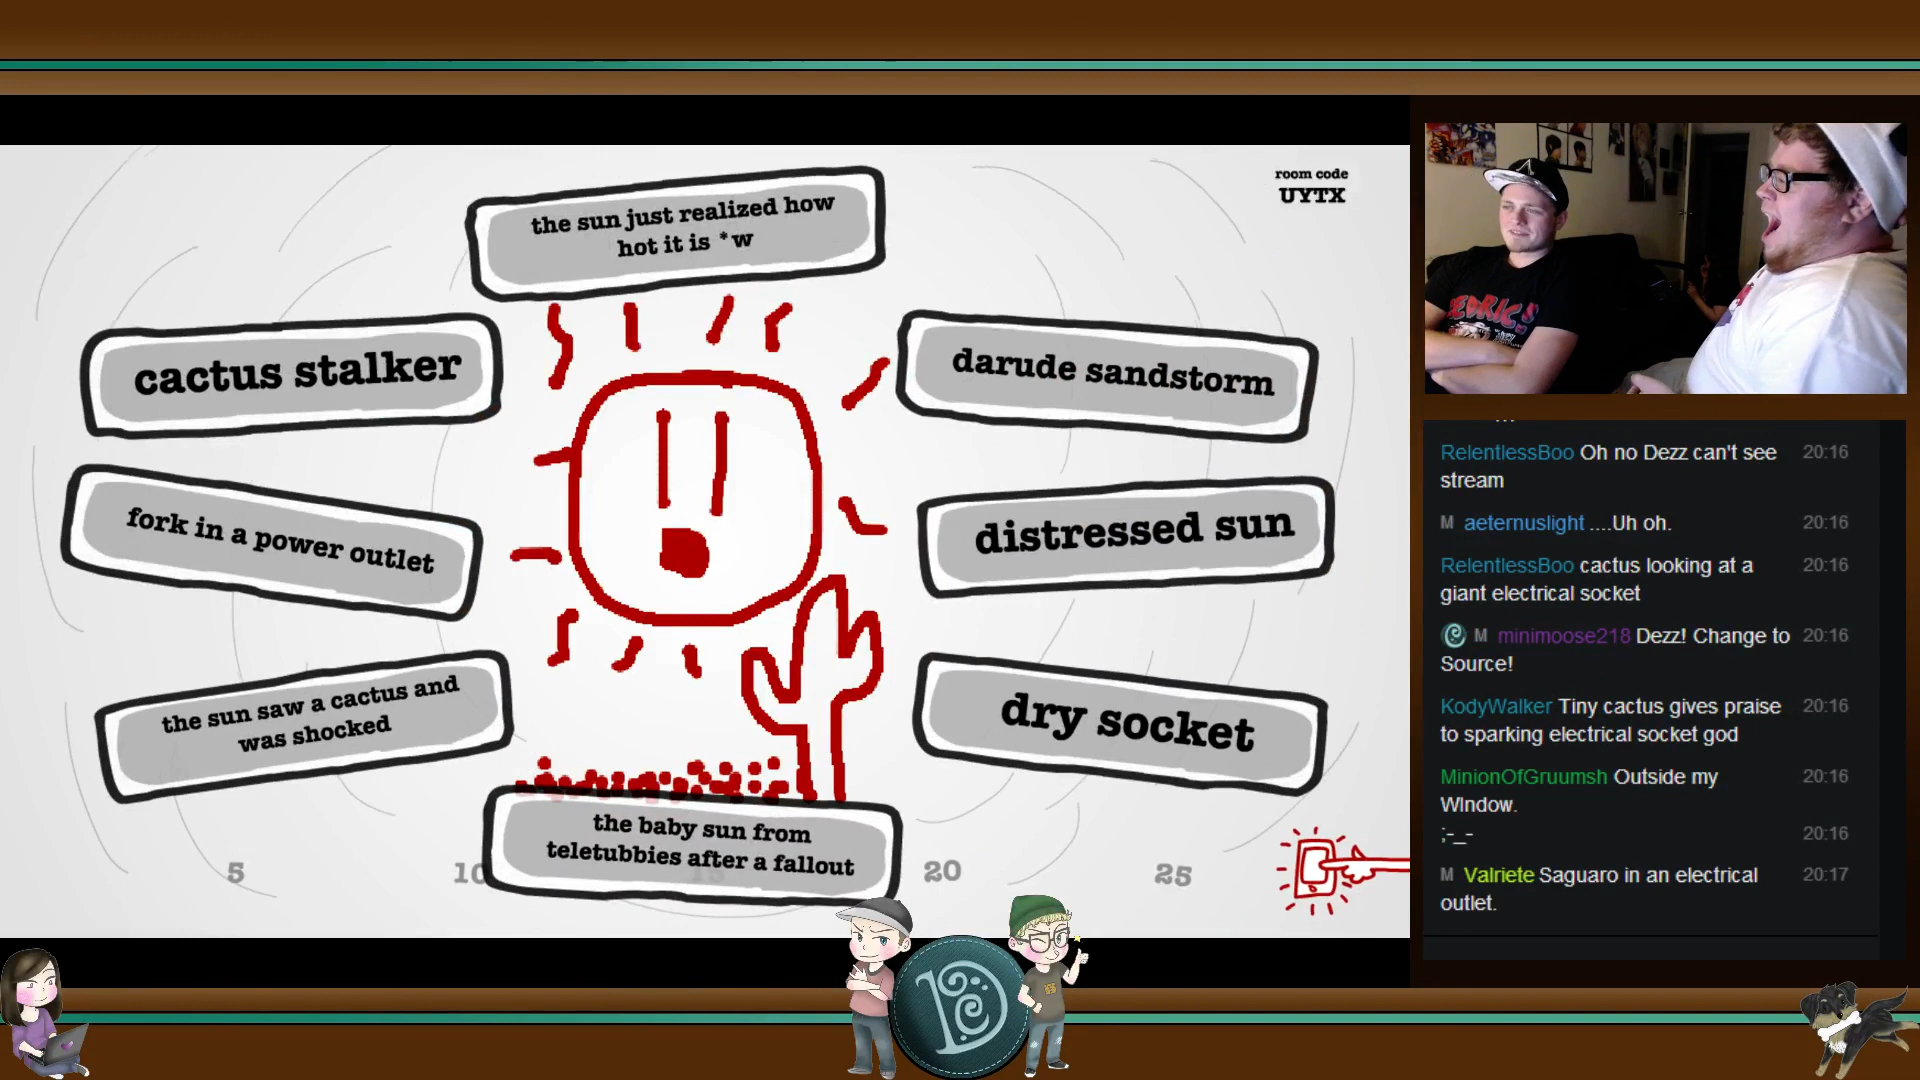 room code
UYTX
the sun just realized how
hot it is *w
cactus stalker
darude sandstorm
fork in a power outlet
distressed sun
the sun saw a cactus and
was shocked
dry socket
the baby sun from
teletubbies after a fallout
5
10
15
20
25
RelentlessBoo Oh no Dezz can't see 20:16
stream
M aeternuslight ....Uh oh. 20:16
RelentlessBoo cactus looking at a 20:16
giant electrical socket
M minimoose218 Dezz! Change to 20:16
Source!
KodyWalker Tiny cactus gives praise 20:16
to sparking electrical socket god
MinionOfGruumsh Outside my 20:16
WIndow.
;-_- 20:16
M Valriete Saguaro in an electrical 20:17
outlet.
D